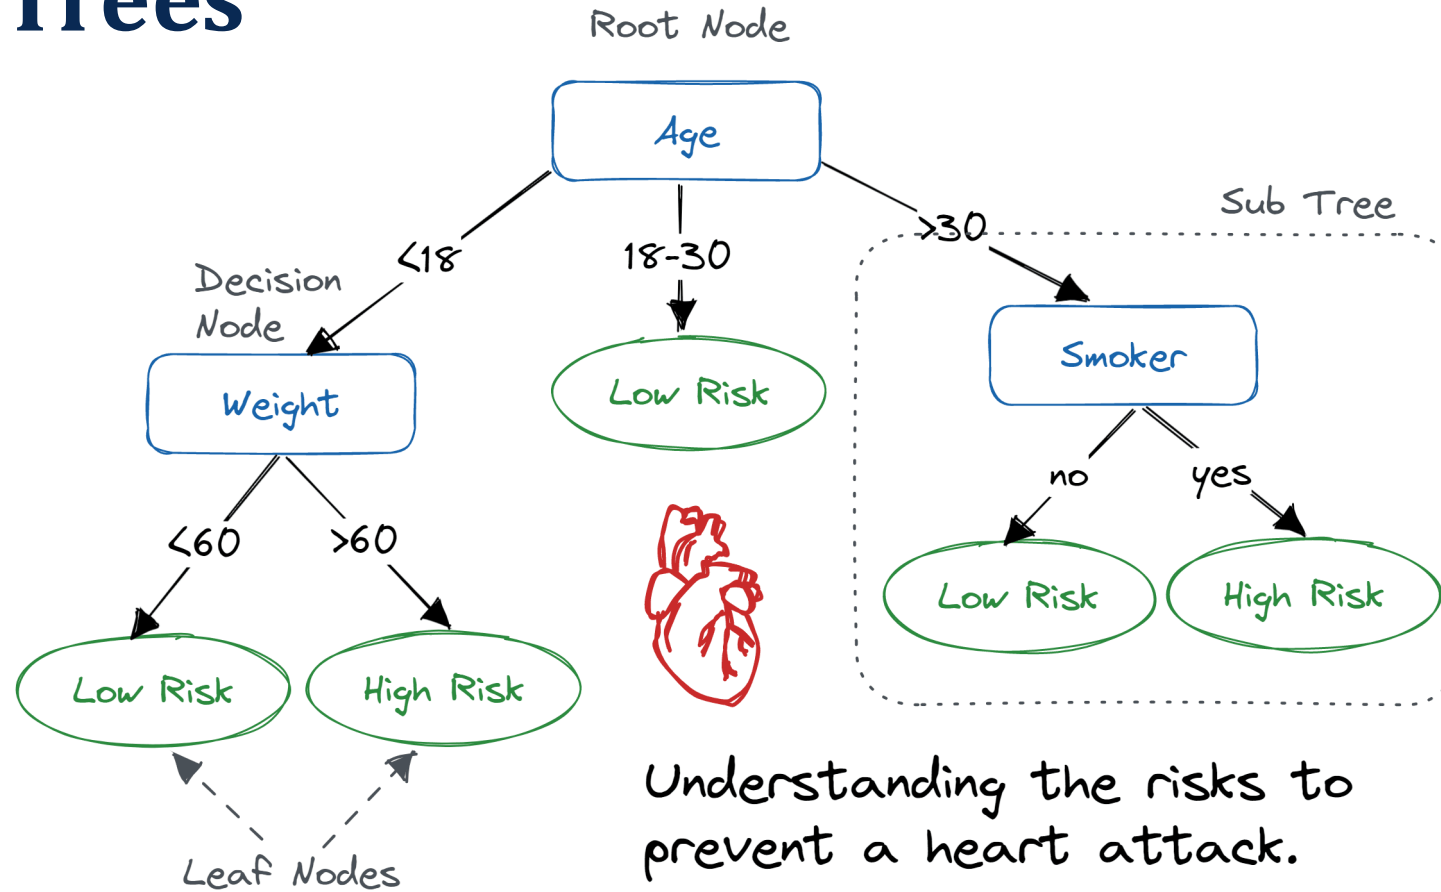 Trees
Root Node
Age
Sub Tree
<18
18-30
>30
Decision
Node
Weight
Low Risk
Smoker
<60
>60
no
yes
Low Risk
High Risk
Low Risk
High Risk
Leaf Nodes
Understanding the risks to
prevent a heart attack.